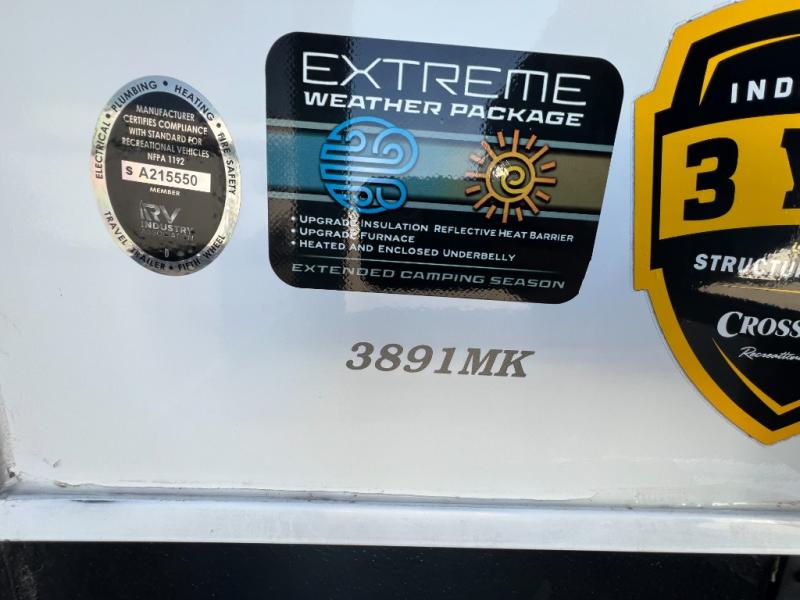 ELECTRICAL • PLUMBING • HEATING • FIRE SAFETY
MANUFACTURER
CERTIFIES COMPLIANCE
WITH STANDARD FOR
RECREATIONAL VEHICLES
NFPA 1192
S A215550
MEMBER
RV
INDUSTRY
ASSOCIATION
TRAVEL TRAILER • FIFTH WHEEL
EXTREME
WEATHER PACKAGE
• UPGRADE INSULATION REFLECTIVE HEAT BARRIER
• UPGRADE FURNACE
• HEATED AND ENCLOSED UNDERBELLY
EXTENDED CAMPING SEASON
3891MK
IND
3 Y
STRUCTU
CROSS
Recreation